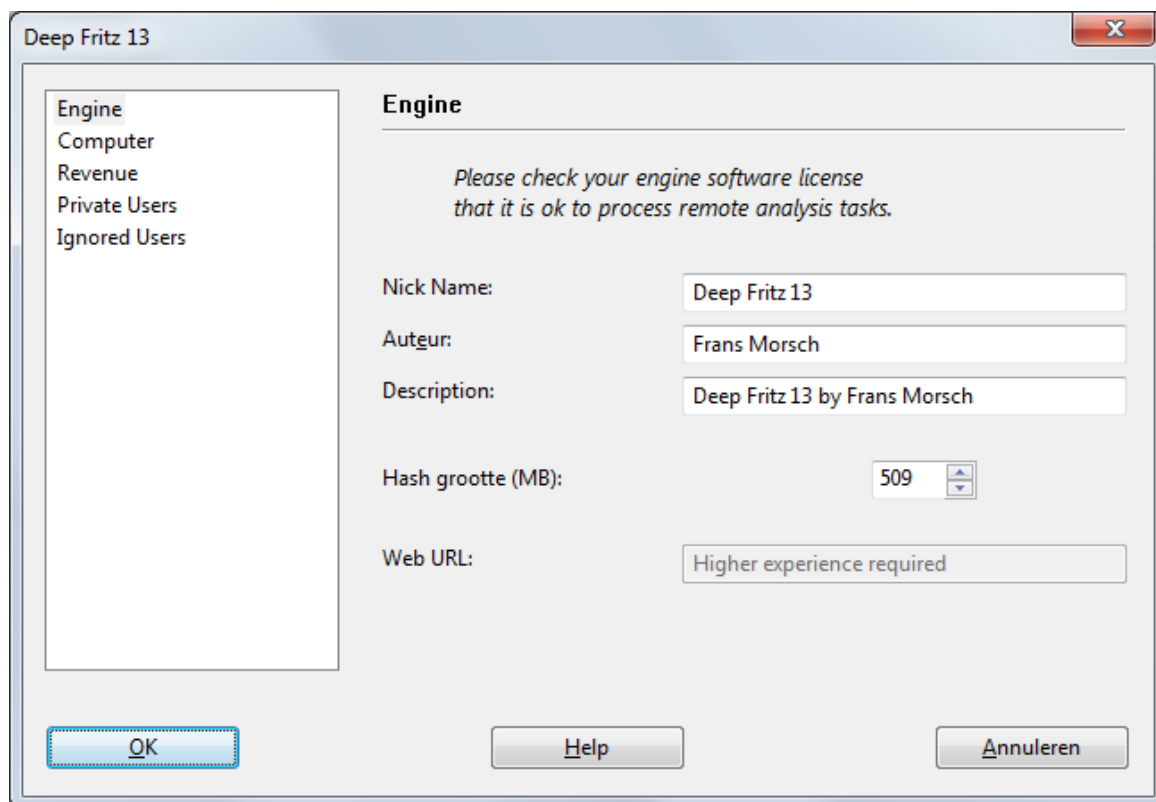 Deep Fritz 13
Engine
Computer
Revenue
Private Users
Ignored Users
Engine
Please check your engine software license
that it is ok to process remote analysis tasks.
Nick Name: Deep Fritz 13
Auteur: Frans Morsch
Description: Deep Fritz 13 by Frans Morsch
Hash grootte (MB): 509
Web URL: Higher experience required
OK Help Annuleren